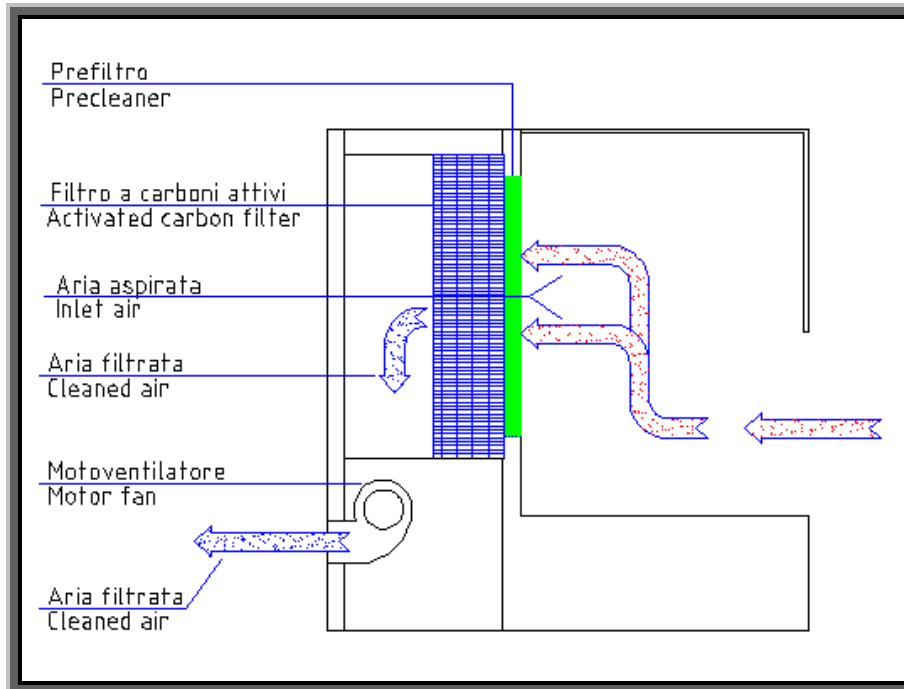 Prefiltro
Precleaner
Filtro a carboni attivi
Activated carbon filter
Aria aspirata
Inlet air
Aria filtrata
Cleaned air
Motoventilatore
Motor fan
Aria filtrata
Cleaned air